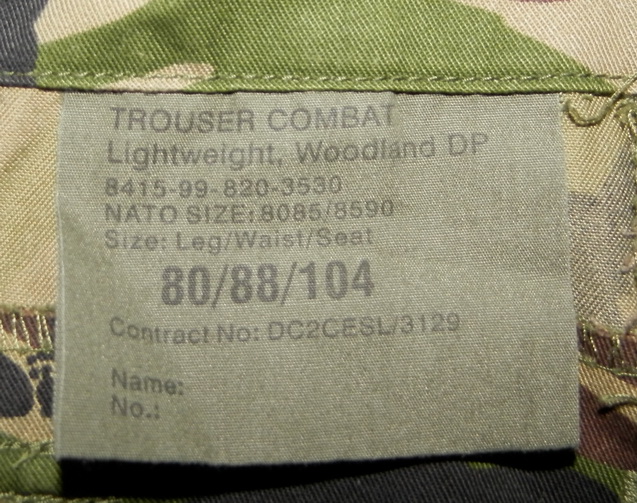 TROUSER COMBAT
Lightweight, Woodland DP
8415-99-820-3530
NATO SIZE:8085/8590
Size: Leg/Waist/Seat
80/88/104
Contract No: DC2CESL/3129
Name:
No.: